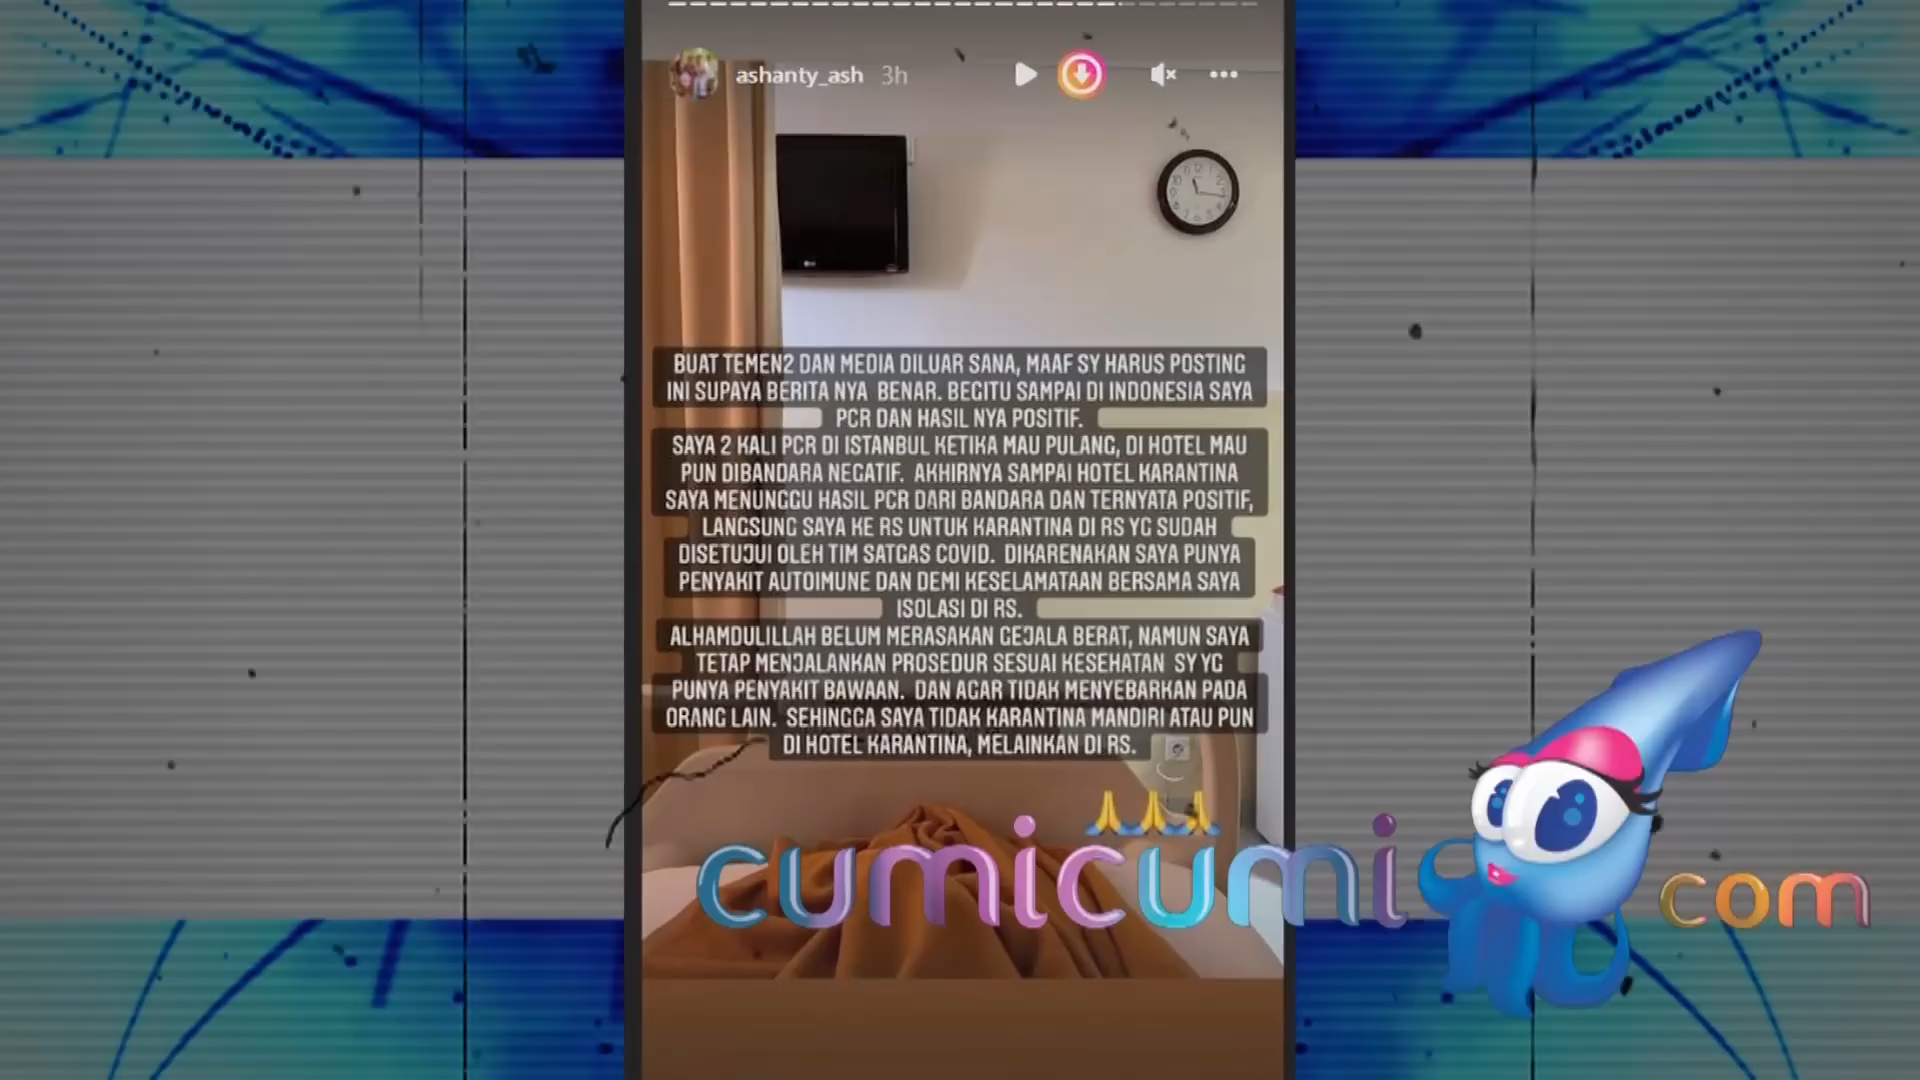 ashanty_ash 3h
BUAT TEMEN2 DAN MEDIA DILUAR SANA, MAAF SY HARUS POSTING
INI SUPAYA BERITA NYA BENAR. BEGITU SAMPAI DI INDONESIA SAYA
PCR DAN HASIL NYA POSITIF.
SAYA 2 KALI PCR DI ISTANBUL KETIKA MAU PULANG, DI HOTEL MAU
PUN DIBANDARA NEGATIF. AKHIRNYA SAMPAI HOTEL KARANTINA
SAYA MENUNGGU HASIL PCR DARI BANDARA DAN TERNYATA POSITIF,
LANGSUNG SAYA KE RS UNTUK KARANTINA DI RS YG SUDAH
DISETUJUI OLEH TIM SATGAS COVID. DIKARENAKAN SAYA PUNYA
PENYAKIT AUTOIMUNE DAN DEMI KESELAMATAAN BERSAMA SAYA
ISOLASI DI RS.
ALHAMDULILLAH BELUM MERASAKAN GEJALA BERAT, NAMUN SAYA
TETAP MENJALANKAN PROSEDUR SESUAI KESEHATAN SY YG
PUNYA PENYAKIT BAWAAN. DAN AGAR TIDAK MENYEBARKAN PADA
ORANG LAIN. SEHINGGA SAYA TIDAK KARANTINA MANDIRI ATAU PUN
DI HOTEL KARANTINA, MELAINKAN DI RS.
🙏🙏🙏
cumicumi.com